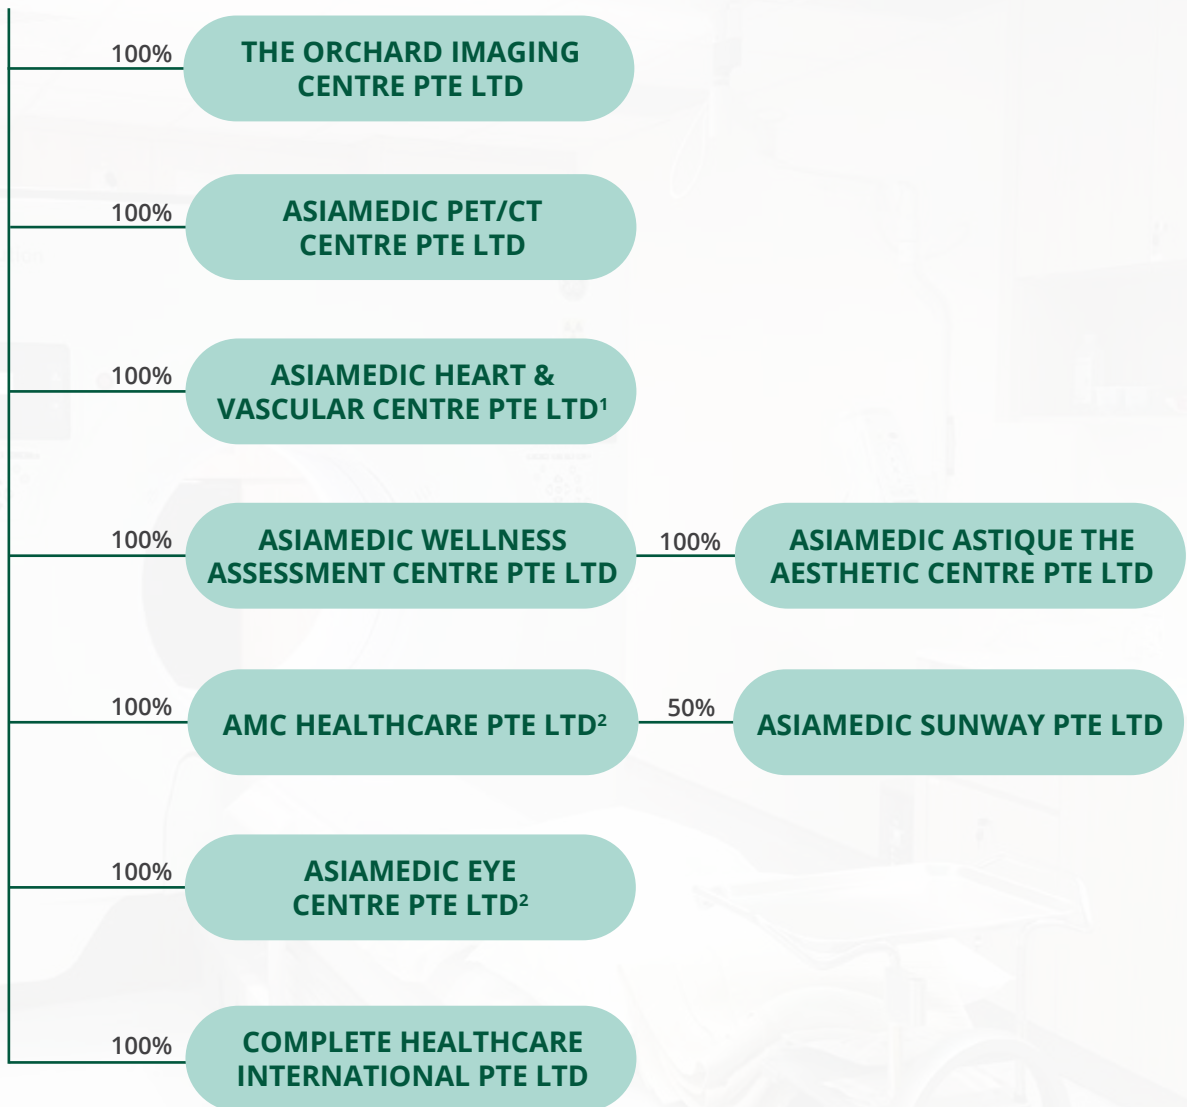 100%
THE ORCHARD IMAGING
CENTRE PTE LTD
100%
ASIAMEDIC PET/CT
CENTRE PTE LTD
100%
ASIAMEDIC HEART &
VASCULAR CENTRE PTE LTD¹
100%
ASIAMEDIC WELLNESS
ASSESSMENT CENTRE PTE LTD
100%
ASIAMEDIC ASTIQUE THE
AESTHETIC CENTRE PTE LTD
100%
AMC HEALTHCARE PTE LTD²
50%
ASIAMEDIC SUNWAY PTE LTD
100%
ASIAMEDIC EYE
CENTRE PTE LTD²
100%
COMPLETE HEALTHCARE
INTERNATIONAL PTE LTD